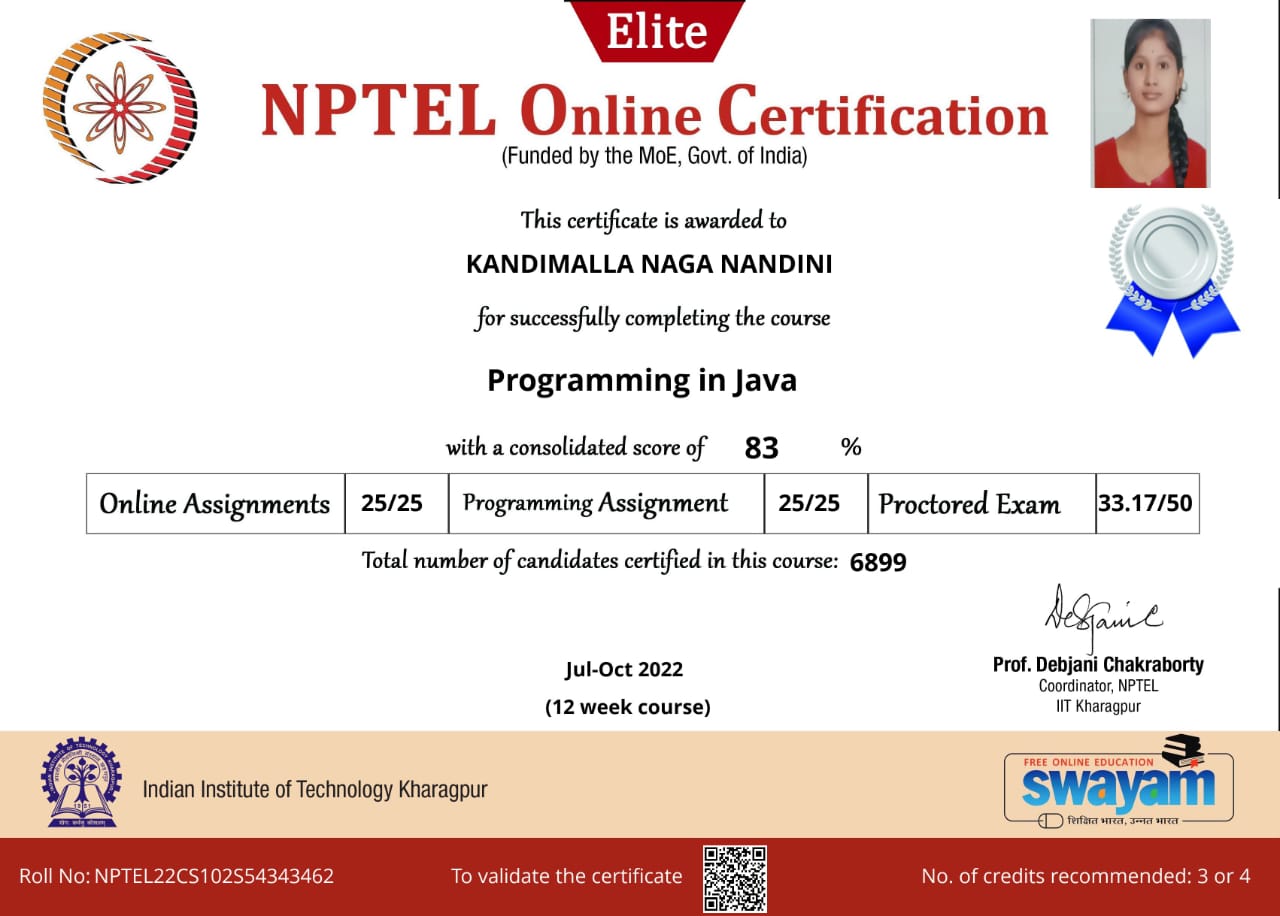 Elite
NPTEL Online Certification
(Funded by the MoE, Govt. of India)
This certificate is awarded to
KANDIMALLA NAGA NANDINI
for successfully completing the course
Programming in Java
with a consolidated score of 83 %
Online Assignments 25/25 Programming Assignment 25/25 Proctored Exam 33.17/50
Total number of candidates certified in this course: 6899
Jul-Oct 2022
(12 week course)
Prof. Debjani Chakraborty
Coordinator, NPTEL
IIT Kharagpur
Indian Institute of Technology Kharagpur
FREE ONLINE EDUCATION
swayam
शिक्षित भारत, उन्नत भारत
Roll No: NPTEL22CS102S54343462
To validate the certificate
No. of credits recommended: 3 or 4